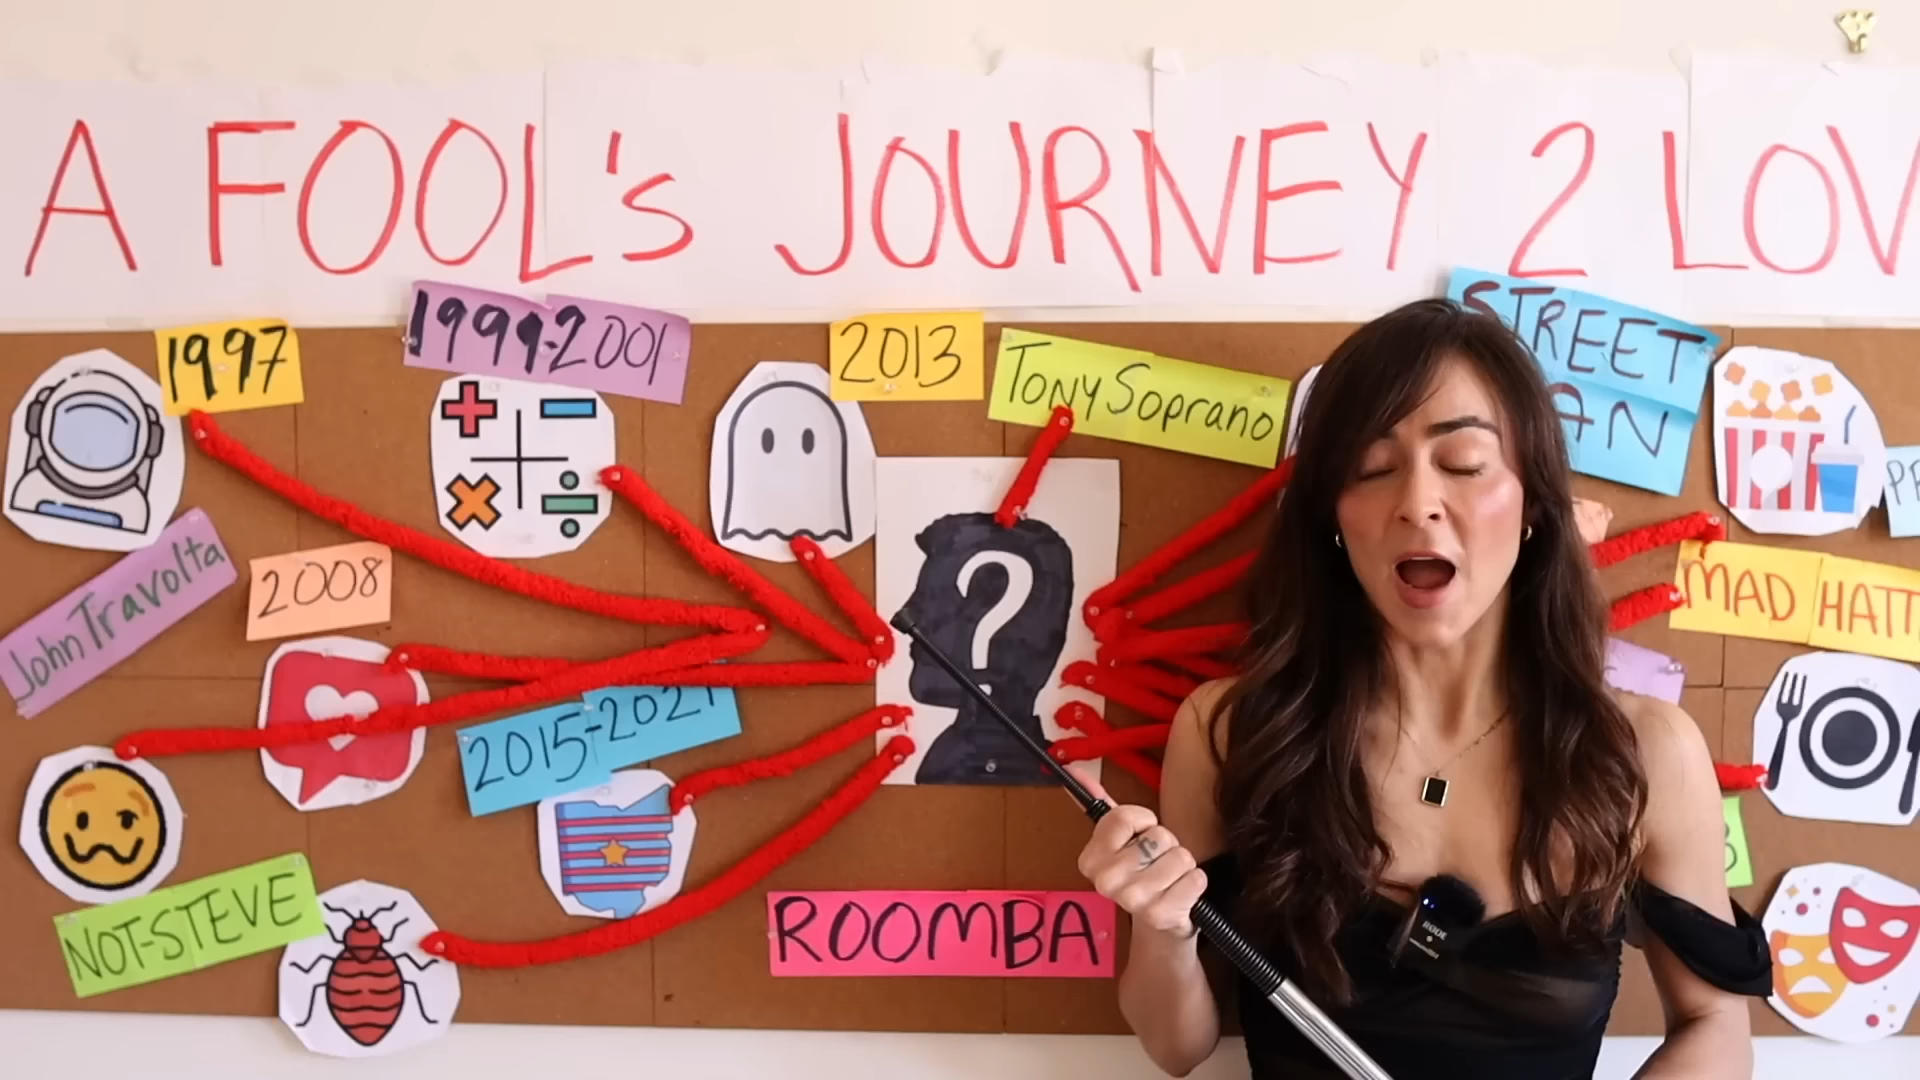 A FOOL'S JOURNEY 2 LOV
1997
1999-2001
2013
Tony Soprano
STREET
AN
John Travolta
2008
MAD HATT
2015-2021
NOT-STEVE
ROOMBA
?
RØDE